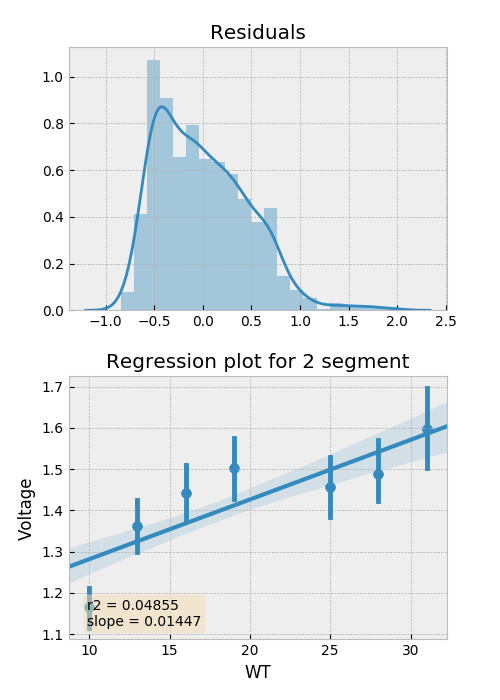 Residuals
1.0
0.8
0.6
0.4
0.2
0.0
−1.0 −0.5 0.0 0.5 1.0 1.5 2.0 2.5
Regression plot for 2 segment
1.7
1.6
1.5
1.4
1.3
1.2
1.1
Voltage
r2 = 0.04855
slope = 0.01447
10 15 20 25 30
WT